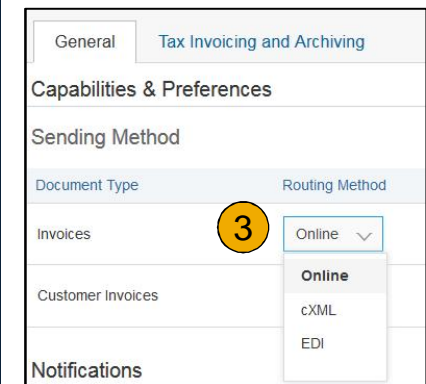 General Tax Invoicing and Archiving
Capabilities & Preferences
Sending Method
Document Type Routing Method
Invoices 3 Online
Online
Customer Invoices
cXML
EDI
Notifications